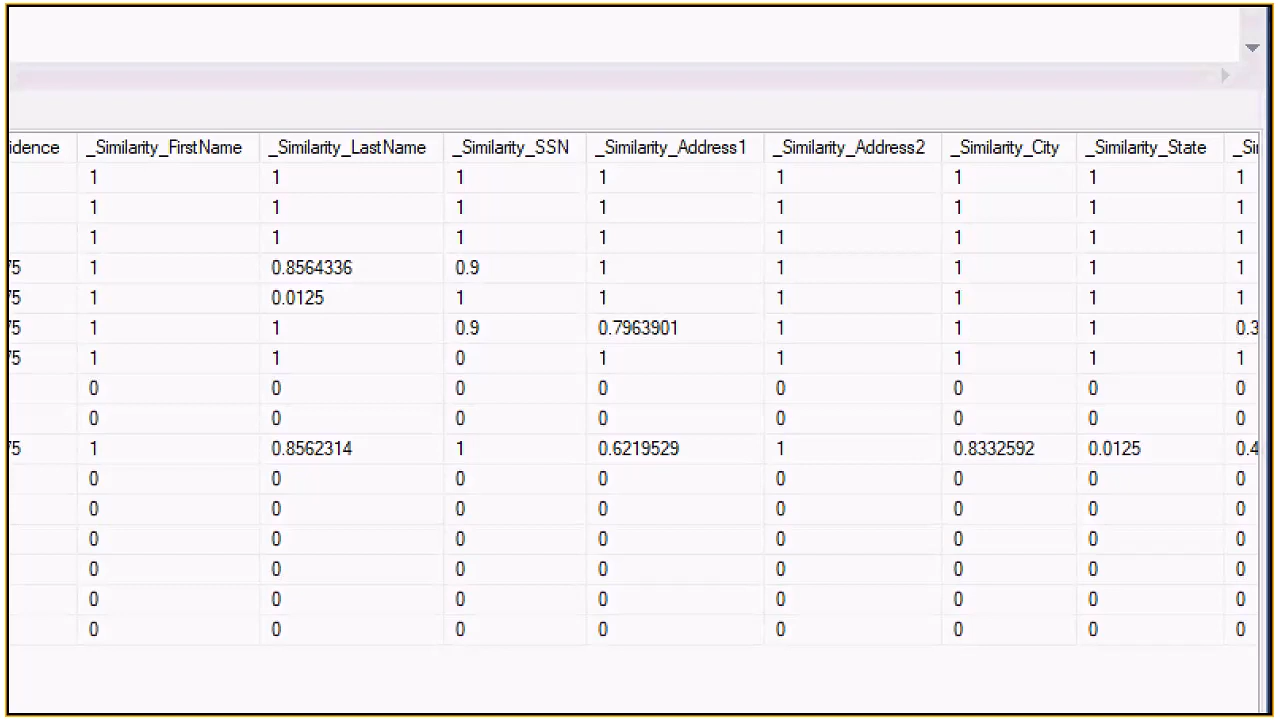 idence _Similarity_FirstName _Similarity_LastName _Similarity_SSN _Similarity_Address1 _Similarity_Address2 _Similarity_City _Similarity_State _Sir
1 1 1 1 1 1 1 1
1 1 1 1 1 1 1 1
1 1 1 1 1 1 1 1
75 1 0.8564336 0.9 1 1 1 1 1
75 1 0.0125 1 1 1 1 1 1
75 1 1 0.9 0.7963901 1 1 1 0.3
75 1 1 0 1 1 1 1 1
0 0 0 0 0 0 0 0
0 0 0 0 0 0 0 0
75 1 0.8562314 1 0.6219529 1 0.8332592 0.0125 0.4
0 0 0 0 0 0 0 0
0 0 0 0 0 0 0 0
0 0 0 0 0 0 0 0
0 0 0 0 0 0 0 0
0 0 0 0 0 0 0 0
0 0 0 0 0 0 0 0